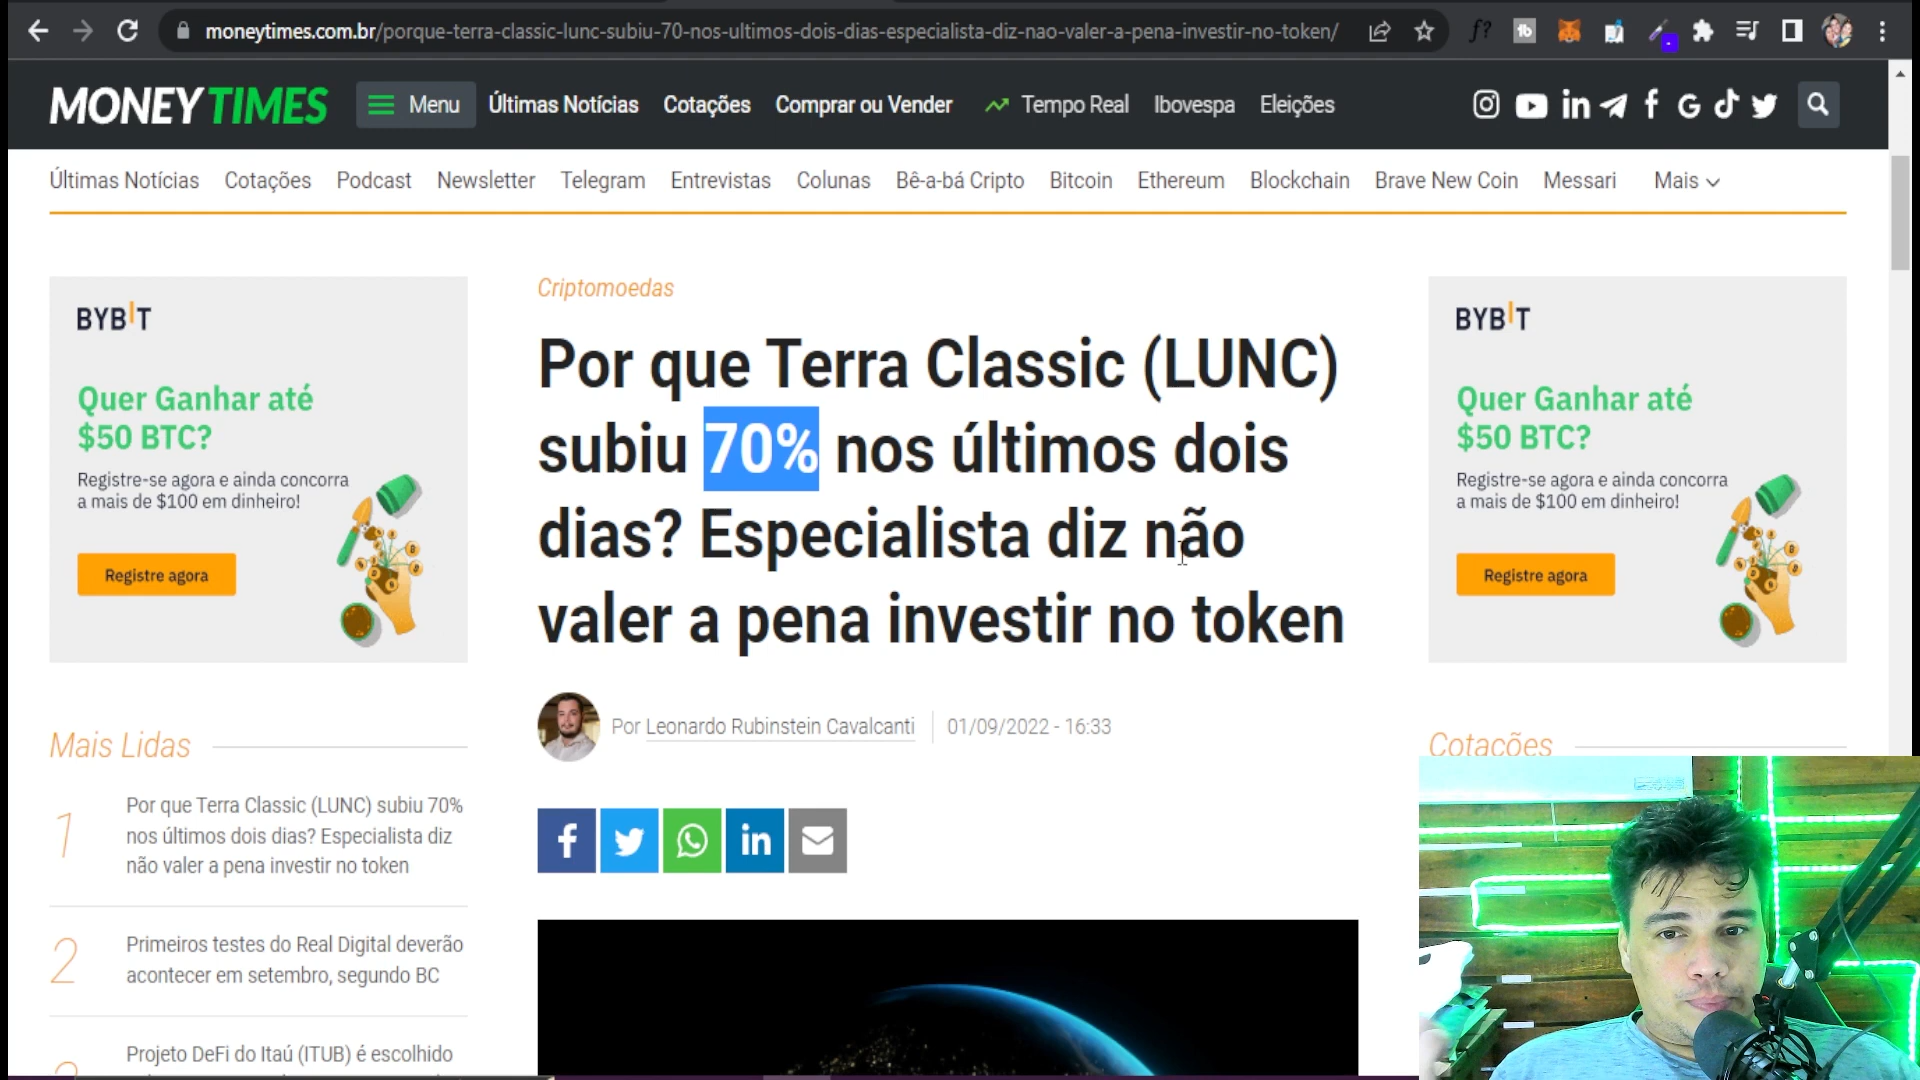 moneytimes.com.br/porque-terra-classic-lunc-subiu-70-nos-ultimos-dois-dias-especialista-diz-nao-valer-a-pena-investir-no-token/
MONEY TIMES
Menu
Últimas Notícias
Cotações
Comprar ou Vender
Tempo Real
Ibovespa
Eleições
Últimas Notícias
Cotações
Podcast
Newsletter
Telegram
Entrevistas
Colunas
Bê-a-bá Cripto
Bitcoin
Ethereum
Blockchain
Brave New Coin
Messari
Mais
BYBIT
Quer Ganhar até
$50 BTC?
Registre-se agora e ainda concorra
a mais de $100 em dinheiro!
Registre agora
Criptomoedas
Por que Terra Classic (LUNC)
subiu 70% nos últimos dois
dias? Especialista diz não
valer a pena investir no token
Por Leonardo Rubinstein Cavalcanti
01/09/2022 - 16:33
BYBIT
Quer Ganhar até
$50 BTC?
Registre-se agora e ainda concorra
a mais de $100 em dinheiro!
Registre agora
Mais Lidas
1
Por que Terra Classic (LUNC) subiu 70%
nos últimos dois dias? Especialista diz
não valer a pena investir no token
2
Primeiros testes do Real Digital deverão
acontecer em setembro, segundo BC
Projeto DeFi do Itaú (ITUB) é escolhido
Cotações